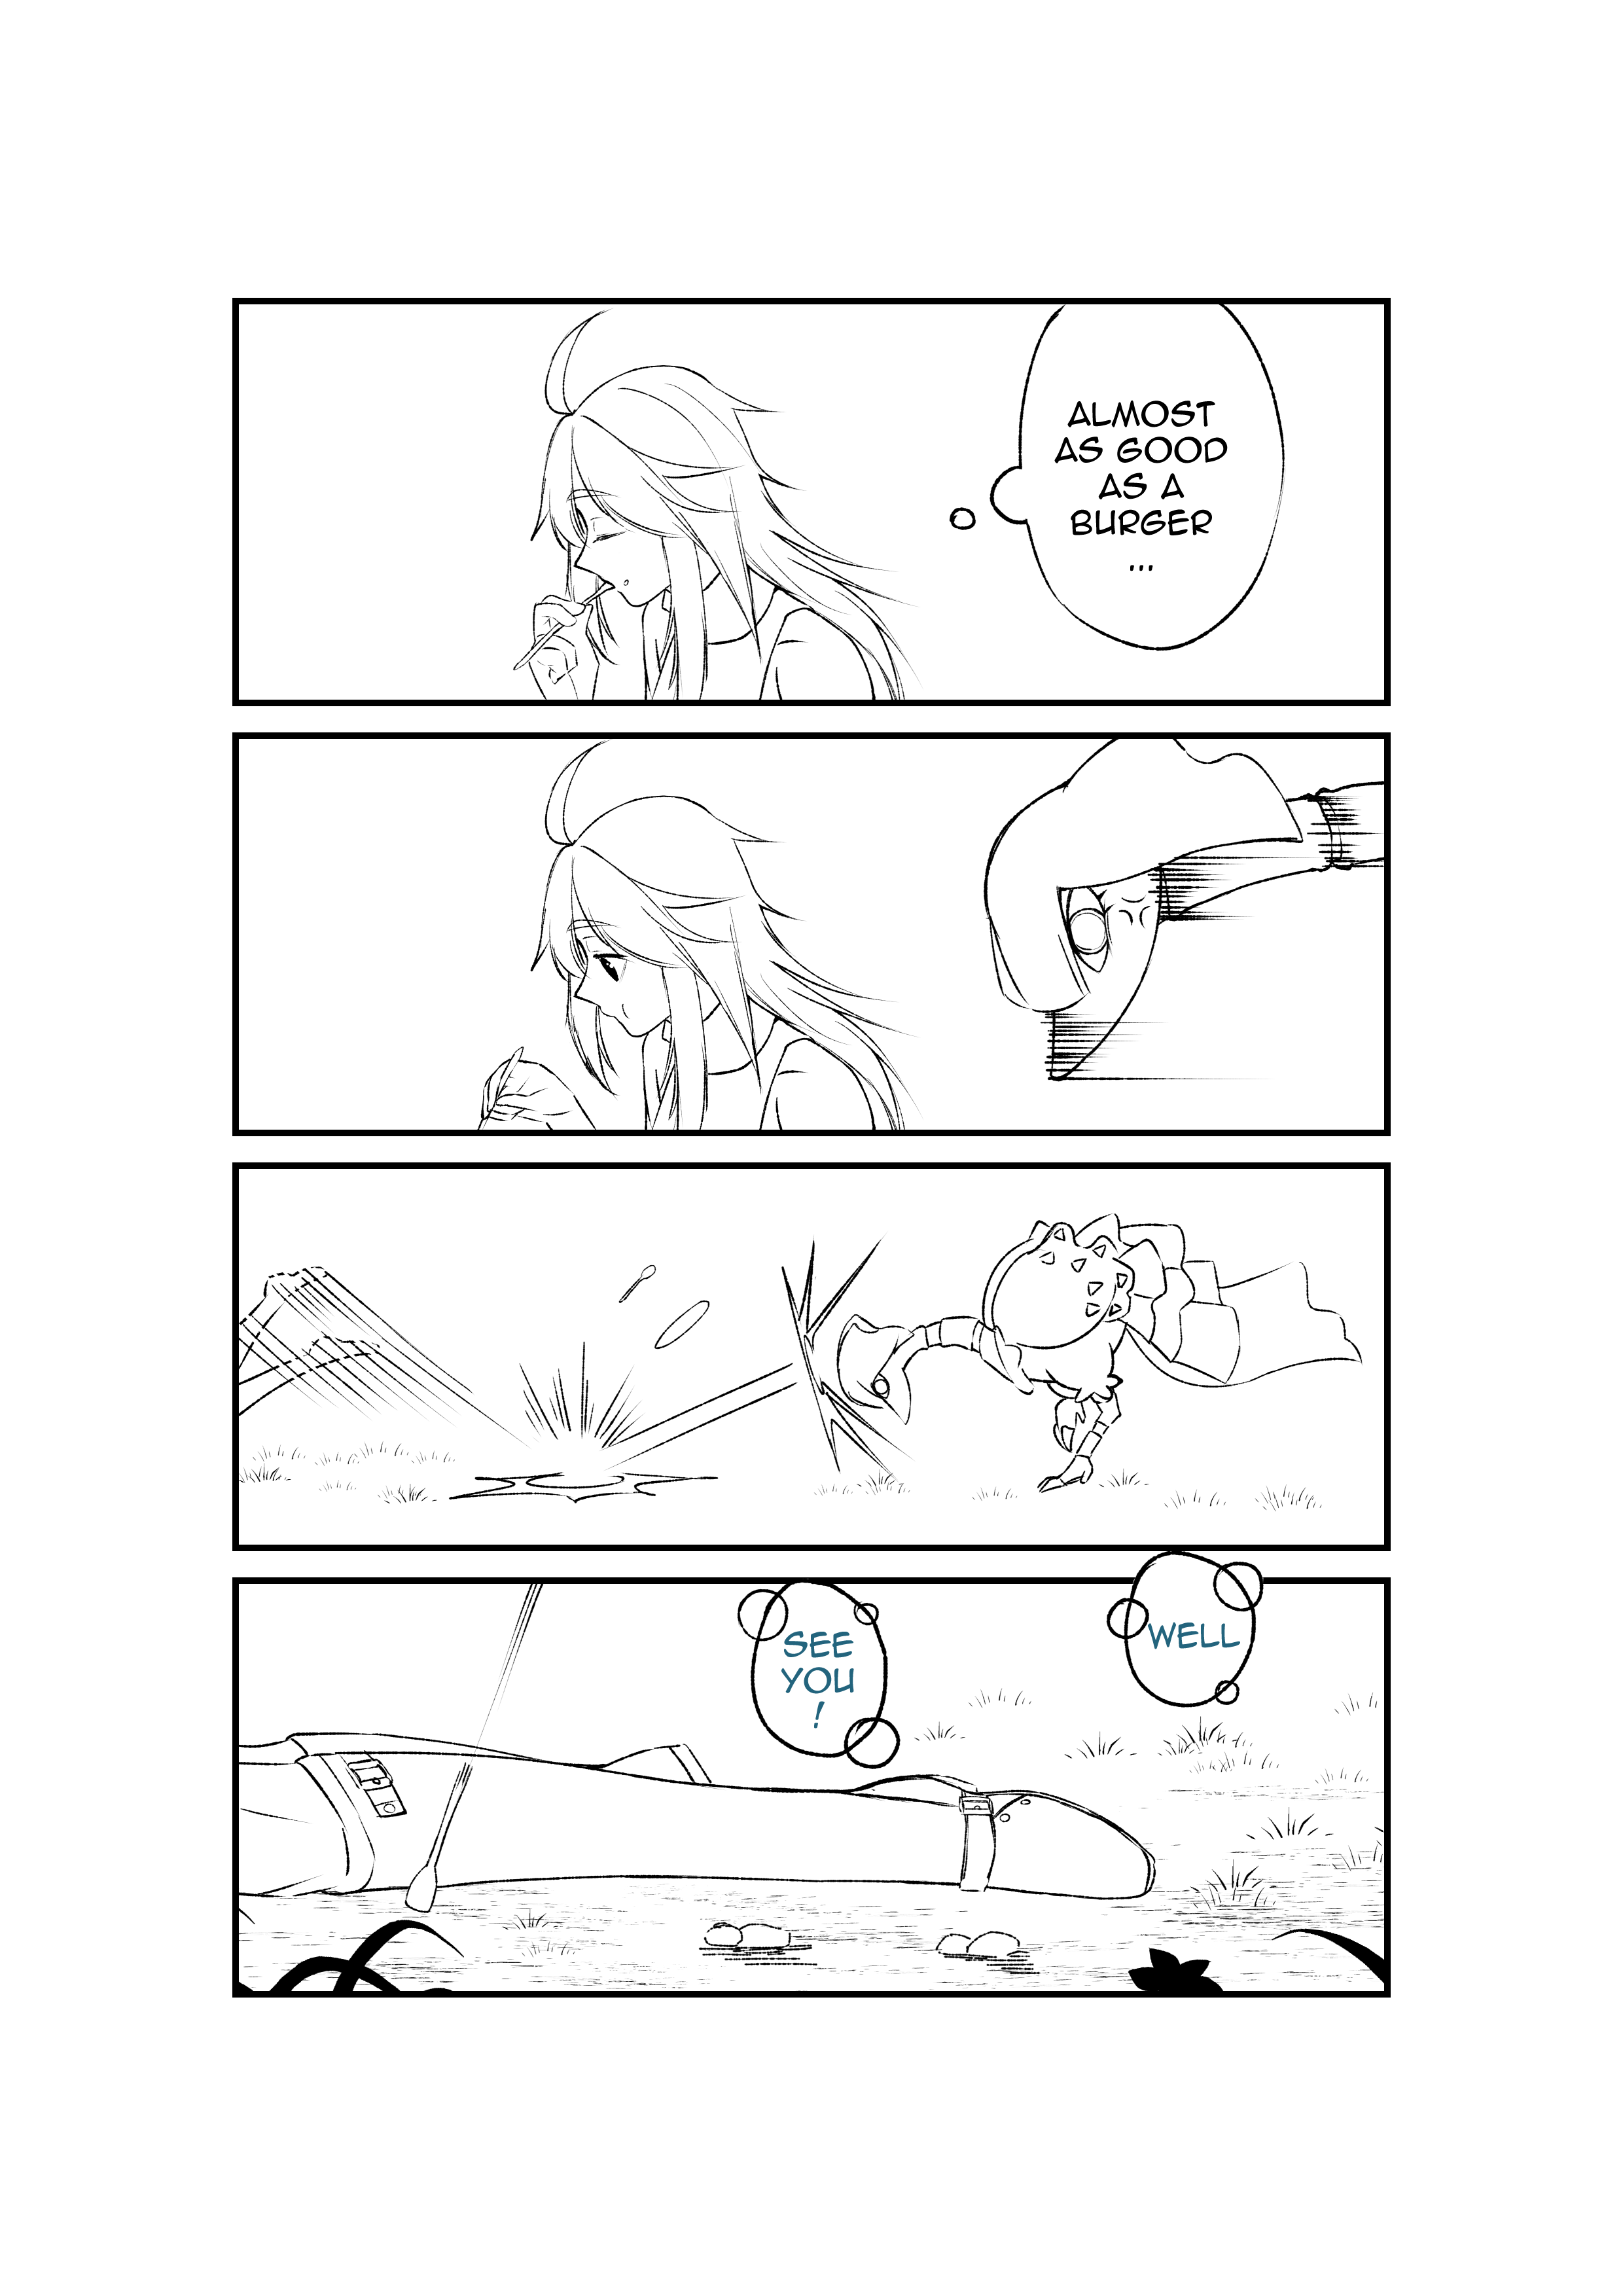 ALMOST
AS GOOD
AS A
BURGER
...
WELL
SEE
YOU
!